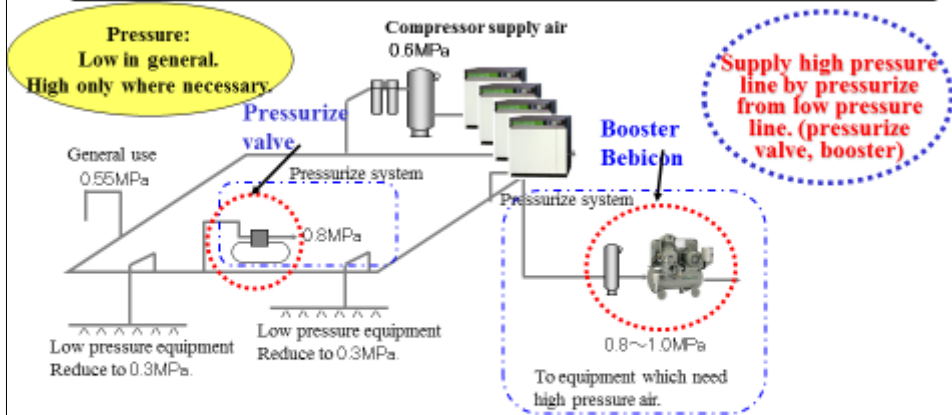 Pressure:
Low in general.
High only where necessary.
Compressor supply air
0.6MPa
Supply high pressure
line by pressurize
from low pressure
line. (pressurize
valve, booster)
Pressurize
valve
Booster
Bebicon
General use
0.55MPa
Pressurize system
Pressurize system
0.8MPa
Low pressure equipment
Reduce to 0.3MPa.
Low pressure equipment
Reduce to 0.3MPa.
0.8～1.0MPa
To equipment which need
high pressure air.